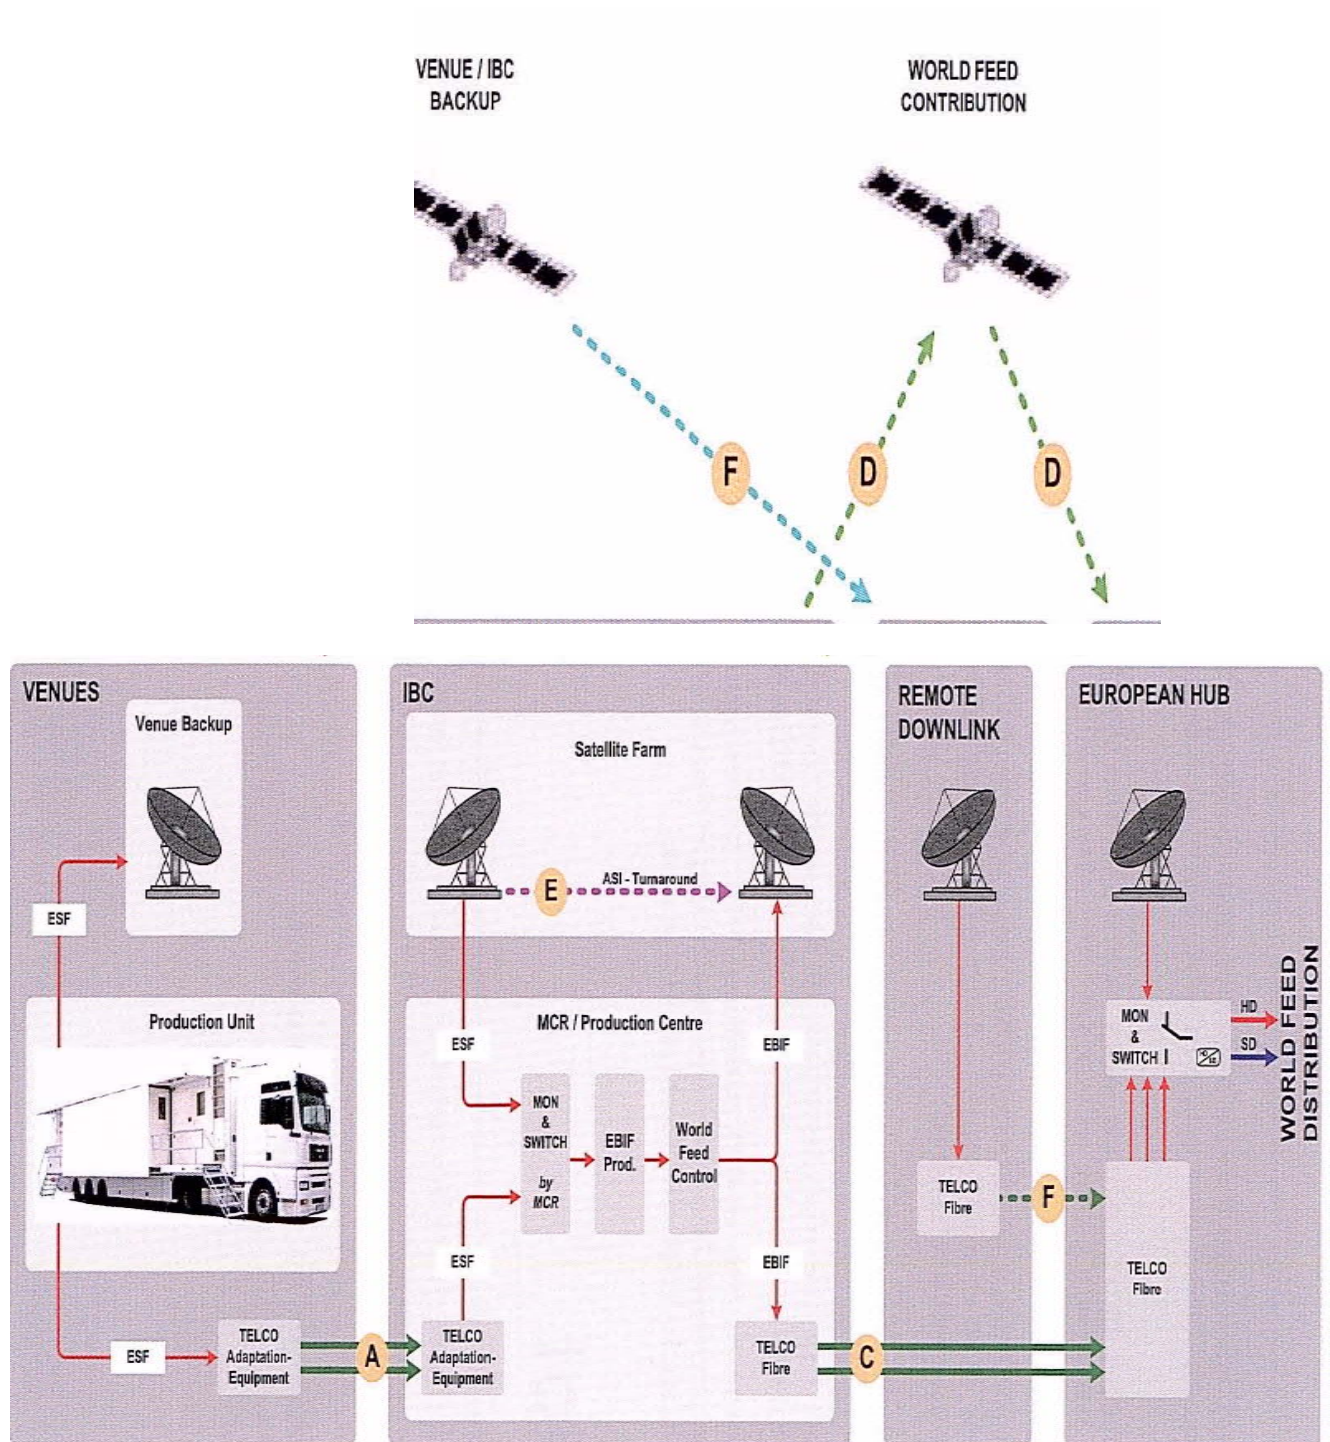 VENUE / IBC
BACKUP
WORLD FEED
CONTRIBUTION
F
D
D
VENUES
IBC
REMOTE
DOWNLINK
EUROPEAN HUB
Venue Backup
Satellite Farm
E
ASI - Turnaround
ESF
Production Unit
MCR / Production Centre
ESF
EBIF
MON
&
SWITCH
by
MCR
EBIF
Prod.
World
Feed
Control
MON
&
SWITCH
HD
SD
WORLD FEED
DISTRIBUTION
TELCO
Fibre
F
TELCO
Fibre
ESF
EBIF
ESF
TELCO
Adaptation-
Equipment
A
TELCO
Adaptation-
Equipment
TELCO
Fibre
C